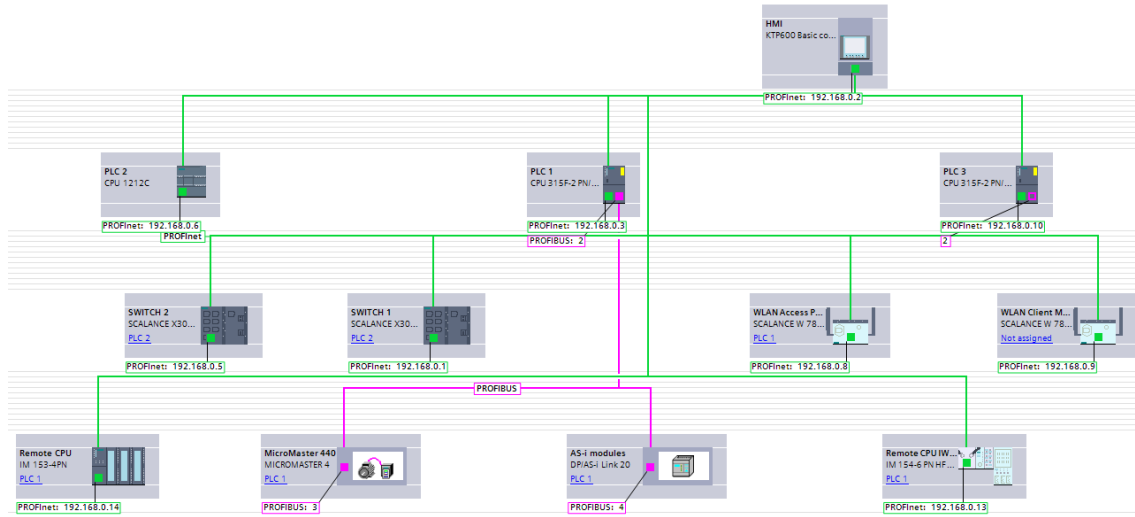 HMI
KTP600 Basic co...
PROFInet: 192.168.0.2
PLC 2
CPU 1212C
PROFInet: 192.168.0.6
PROFInet
PLC 1
CPU 315F-2 PN/...
PROFInet: 192.168.0.3
PROFIBUS: 2
PLC 3
CPU 315F-2 PN/...
PROFInet: 192.168.0.10
2
SWITCH 2
SCALANCE X30...
PLC 2
PROFInet: 192.168.0.5
SWITCH 1
SCALANCE X30...
PLC 2
PROFInet: 192.168.0.1
WLAN Access P...
SCALANCE W 78...
PLC 1
PROFInet: 192.168.0.8
WLAN Client M...
SCALANCE W 78...
Not assigned
PROFInet: 192.168.0.9
PROFIBUS
Remote CPU
IM 153-4PN
PLC 1
PROFInet: 192.168.0.14
MicroMaster 440
MICROMASTER 4
PLC 1
PROFIBUS: 3
AS-i modules
DP/AS-i Link 20
PLC 1
PROFIBUS: 4
Remote CPU IW...
IM 154-6 PN HF...
PLC 1
PROFInet: 192.168.0.13